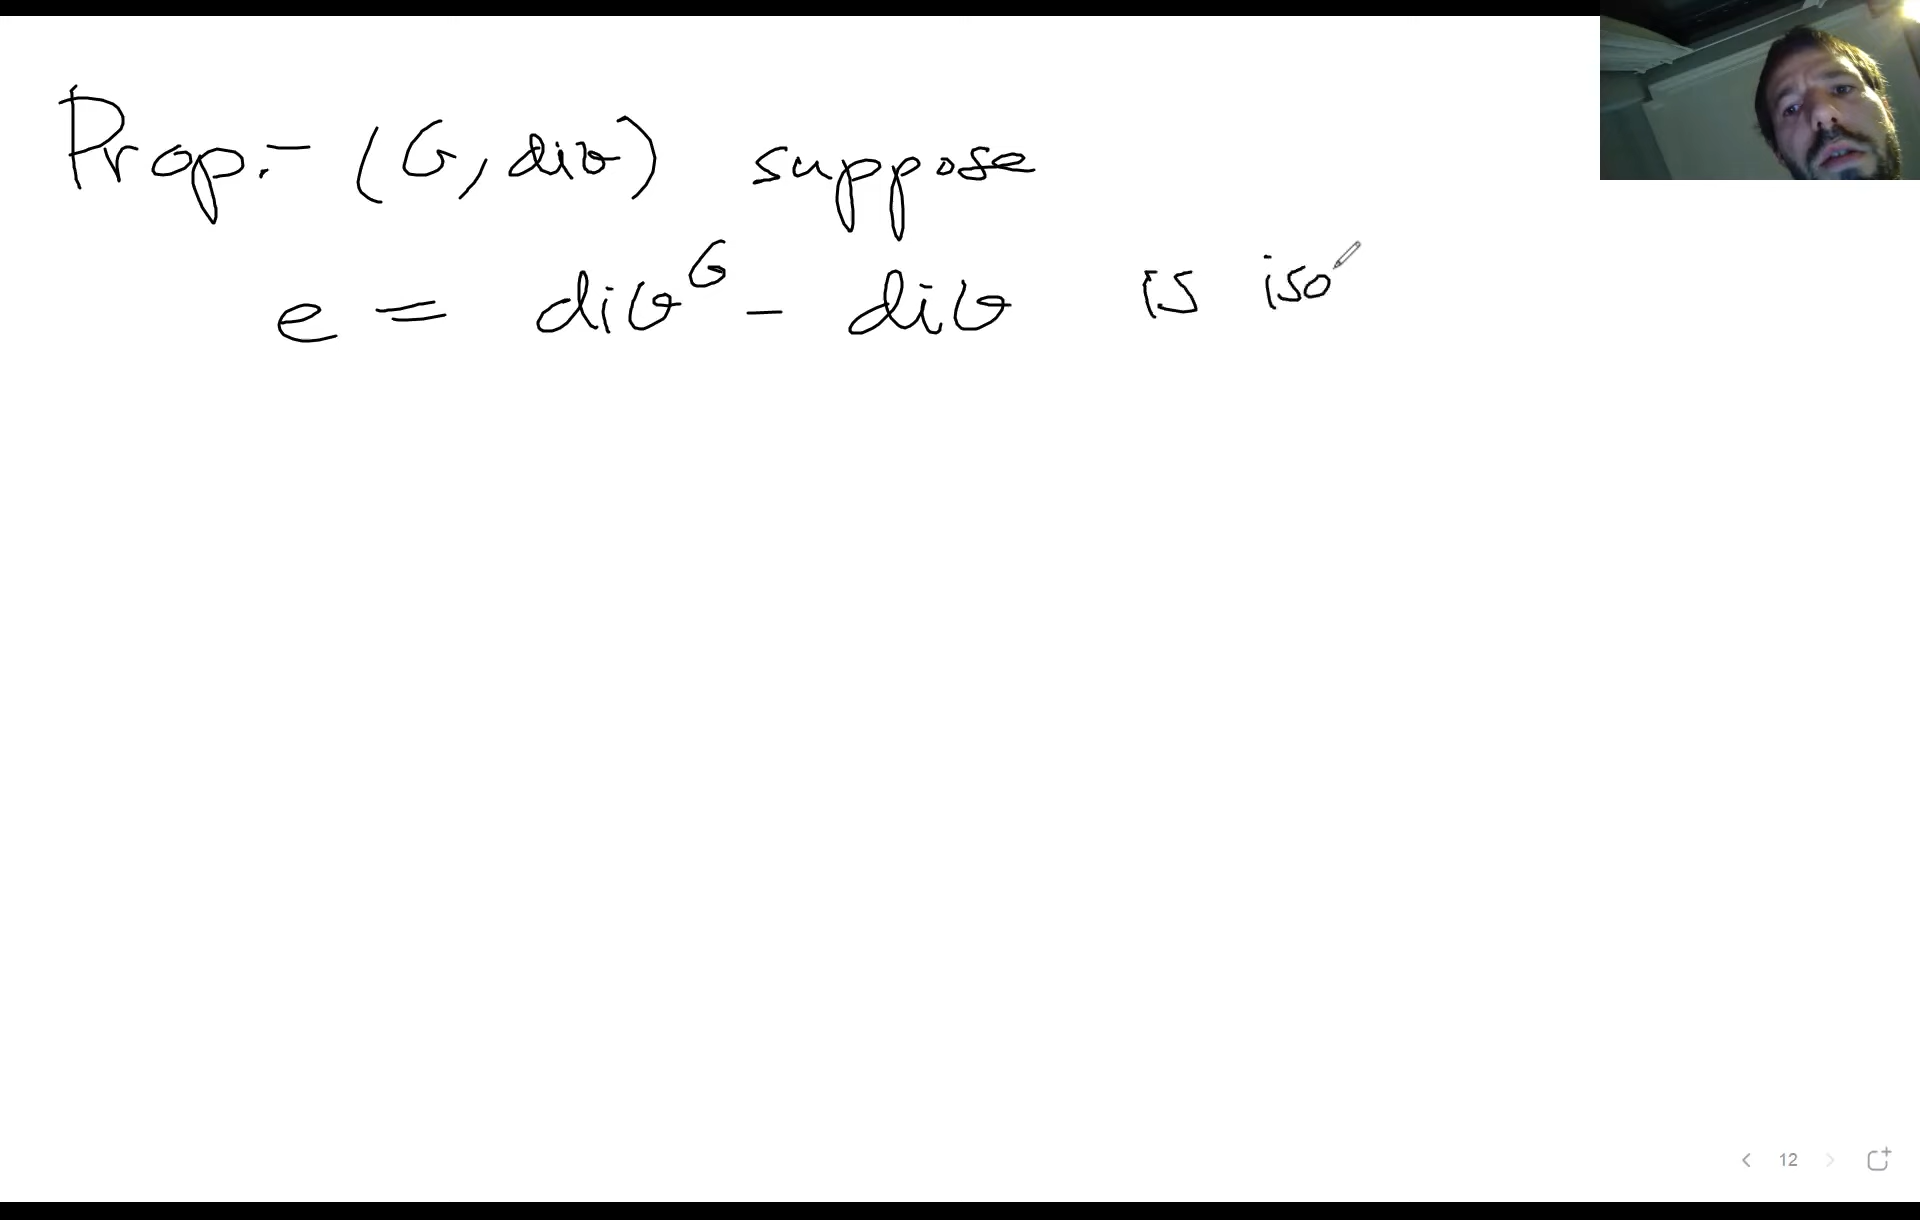 Prop:- (G, div) suppose
e = div^G - div is iso
12